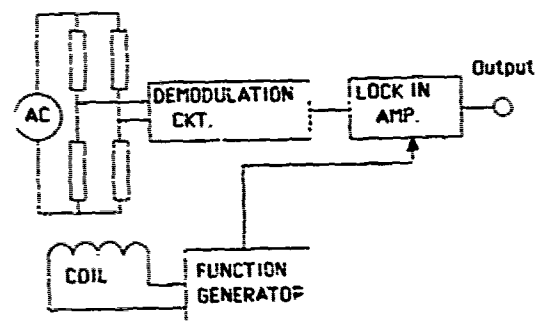 Output
DEMODULATION
CKT.
LOCK IN
AMP.
AC
COIL
FUNCTION
GENERATOR